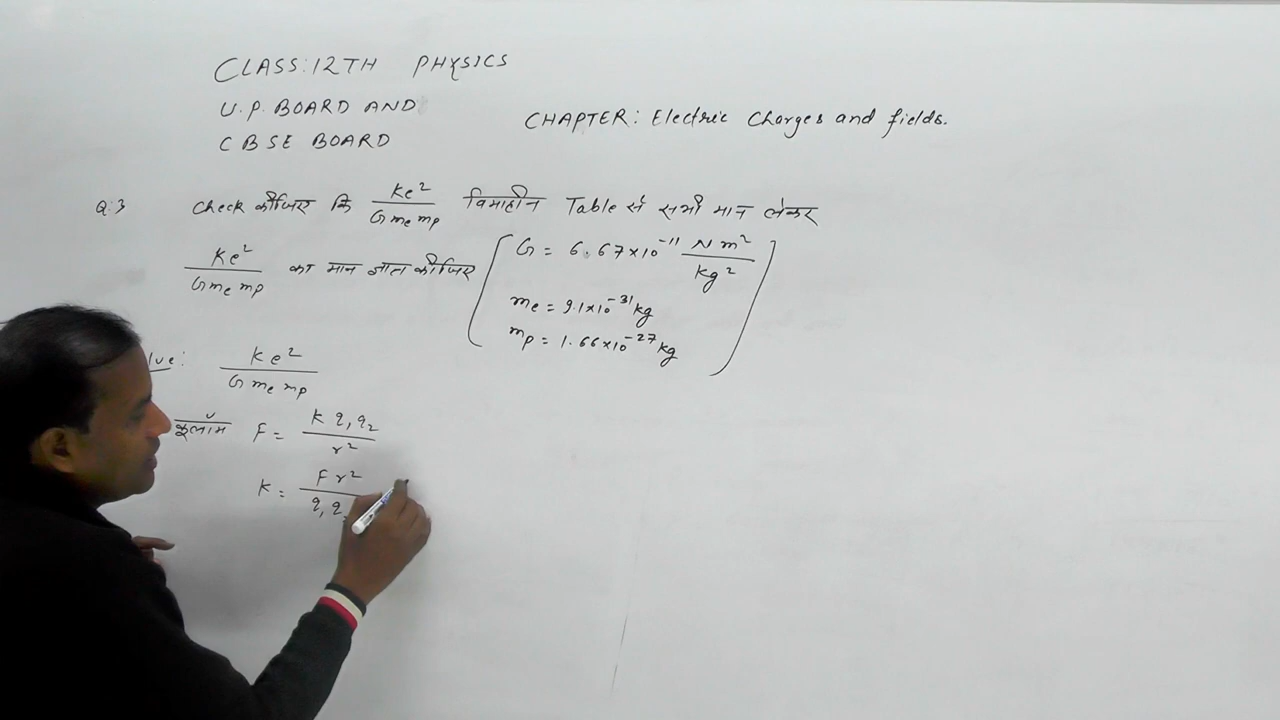 CLASS:12TH PHYSICS
U.P. BOARD AND
CBSE BOARD
CHAPTER: Electric Charges and fields.
Q.3 Check कीजिए कि Ke²/Gmemp विमाहीन Table से सभी मान लेकर
Ke²/Gmemp का मान ज्ञात कीजिए
G = 6.67×10⁻¹¹ Nm²/kg²
me = 9.1×10⁻³¹ kg
mp = 1.66×10⁻²⁷ kg
lve: Ke²/Gmemp
कूलाम F = Kq₁q₂/r²
K = Fr²/q₁q